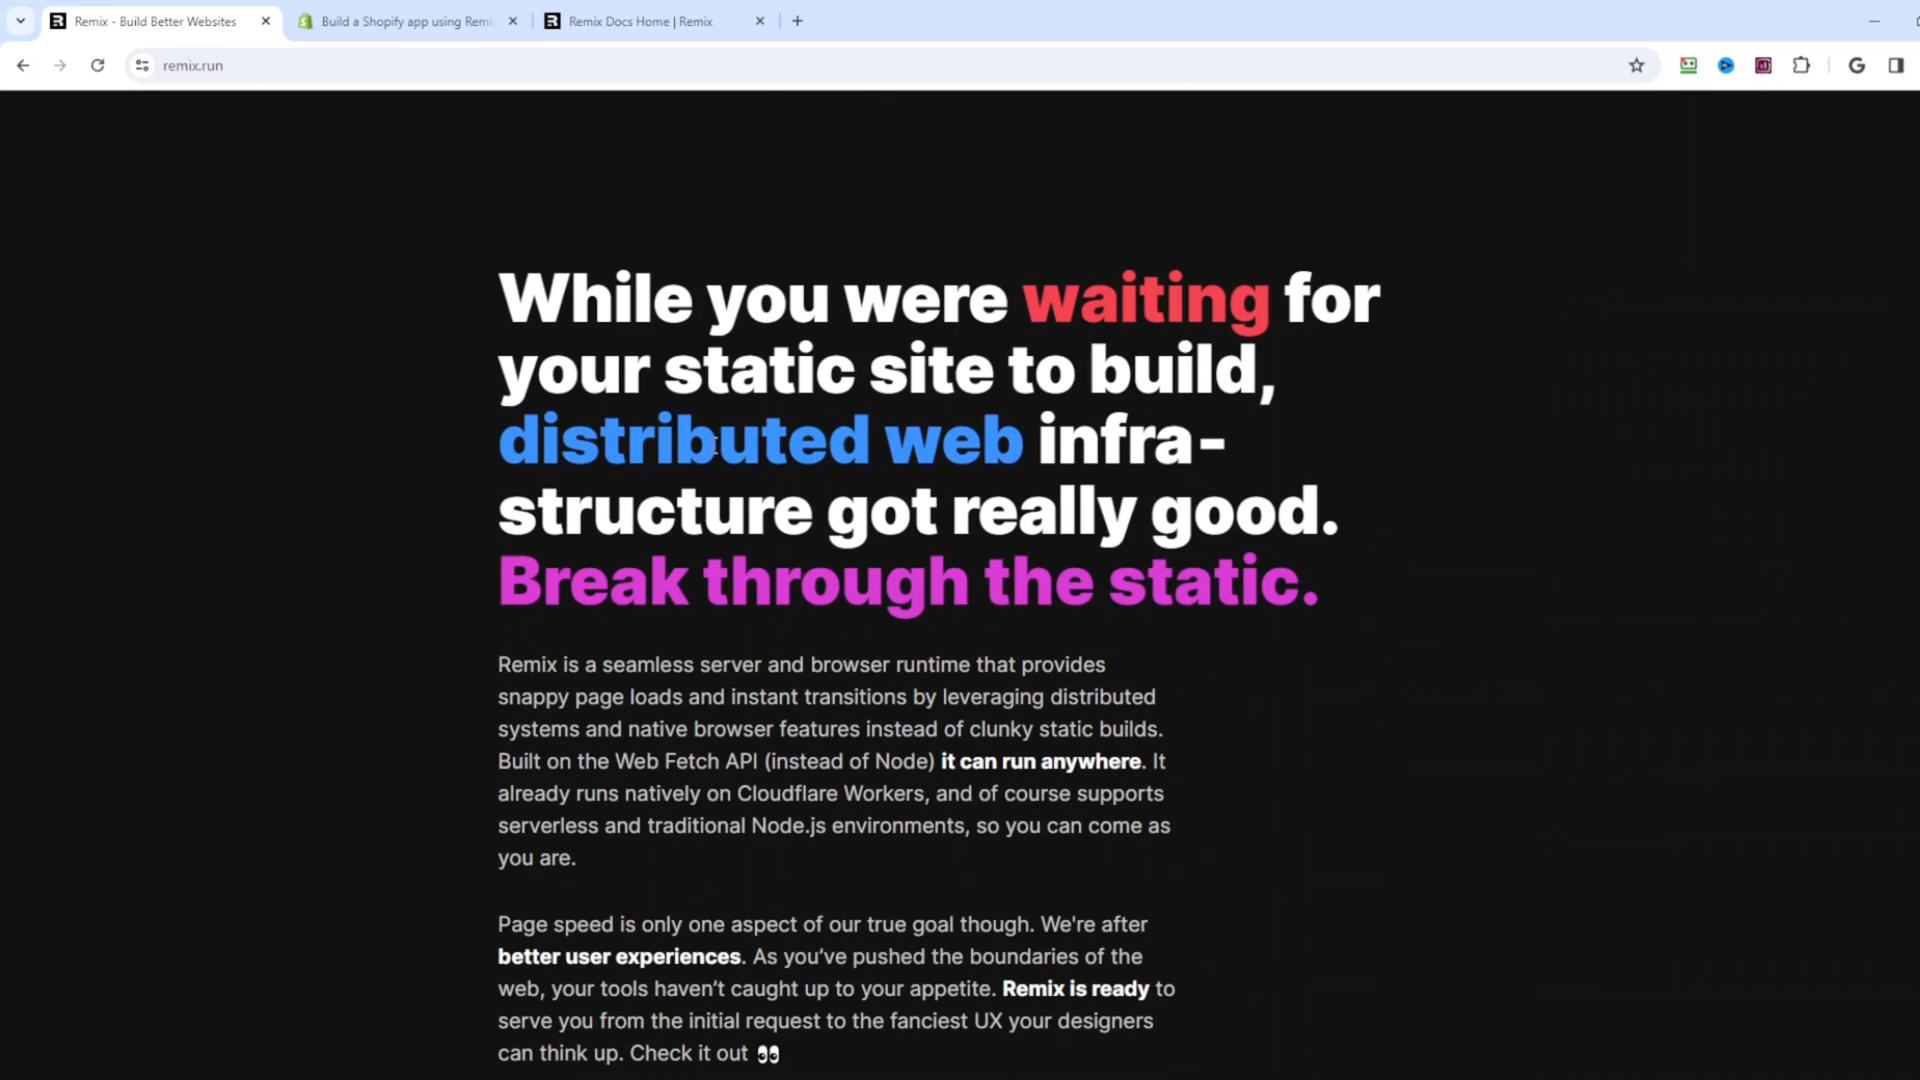 Remix - Build Better Websites
Build a Shopify app using Remi
Remix Docs Home | Remix
remix.run
While you were waiting for
your static site to build,
distributed web infra-
structure got really good.
Break through the static.
Remix is a seamless server and browser runtime that provides
snappy page loads and instant transitions by leveraging distributed
systems and native browser features instead of clunky static builds.
Built on the Web Fetch API (instead of Node) it can run anywhere. It
already runs natively on Cloudflare Workers, and of course supports
serverless and traditional Node.js environments, so you can come as
you are.
Page speed is only one aspect of our true goal though. We're after
better user experiences. As you’ve pushed the boundaries of the
web, your tools haven’t caught up to your appetite. Remix is ready to
serve you from the initial request to the fanciest UX your designers
can think up. Check it out 👀